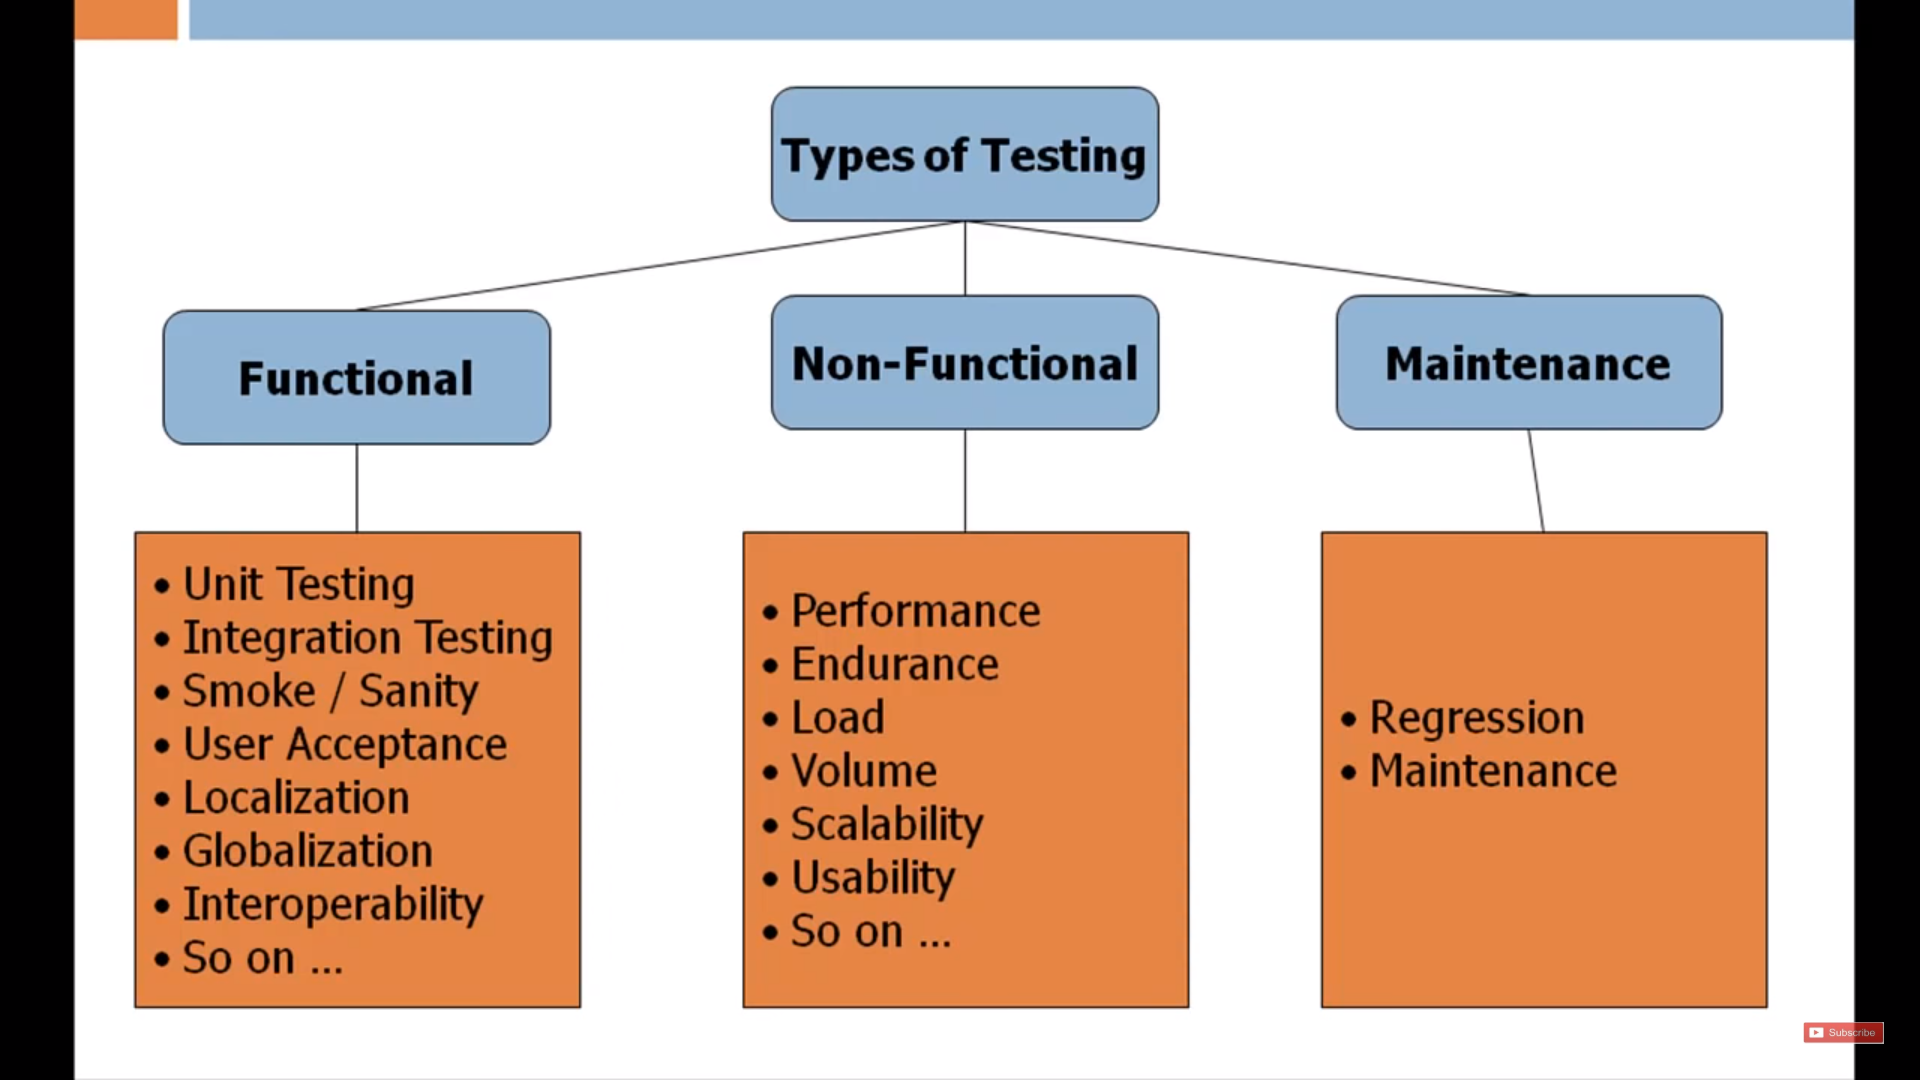 Types of Testing
Functional
Non-Functional
Maintenance
• Unit Testing
• Integration Testing
• Smoke / Sanity
• User Acceptance
• Localization
• Globalization
• Interoperability
• So on ...
• Performance
• Endurance
• Load
• Volume
• Scalability
• Usability
• So on ...
• Regression
• Maintenance
Subscribe